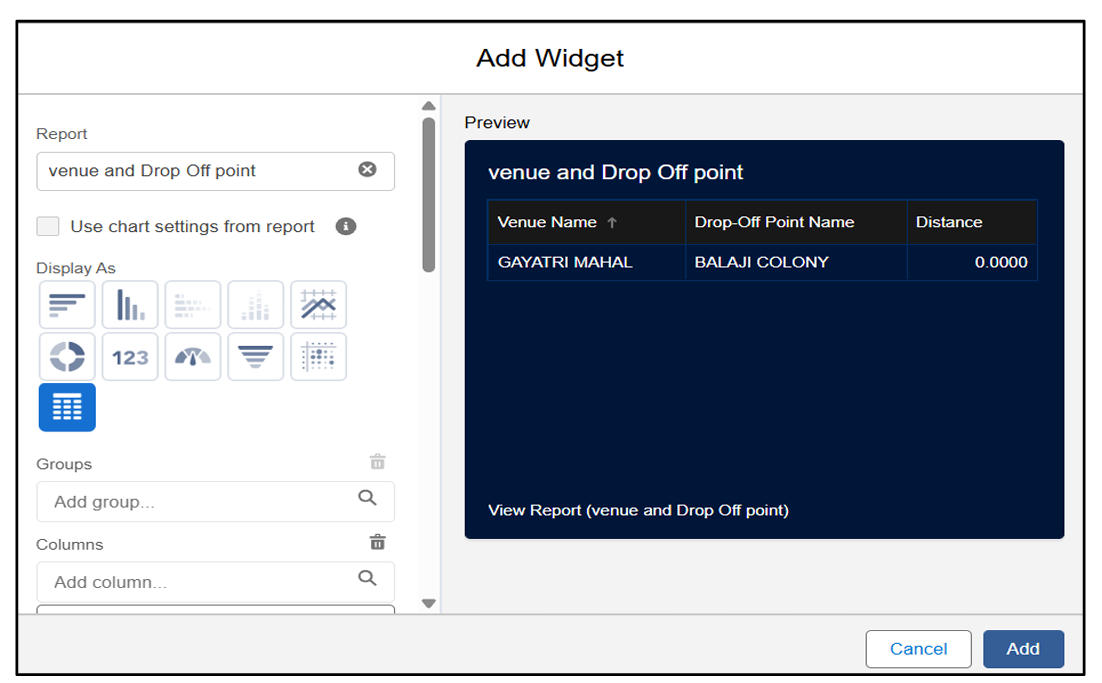 Add Widget
Report
venue and Drop Off point
Use chart settings from report
Display As
123
Groups
Add group...
Columns
Add column...
Preview
venue and Drop Off point
Venue Name ↑ Drop-Off Point Name Distance
GAYATRI MAHAL BALAJI COLONY 0.0000
View Report (venue and Drop Off point)
Cancel Add